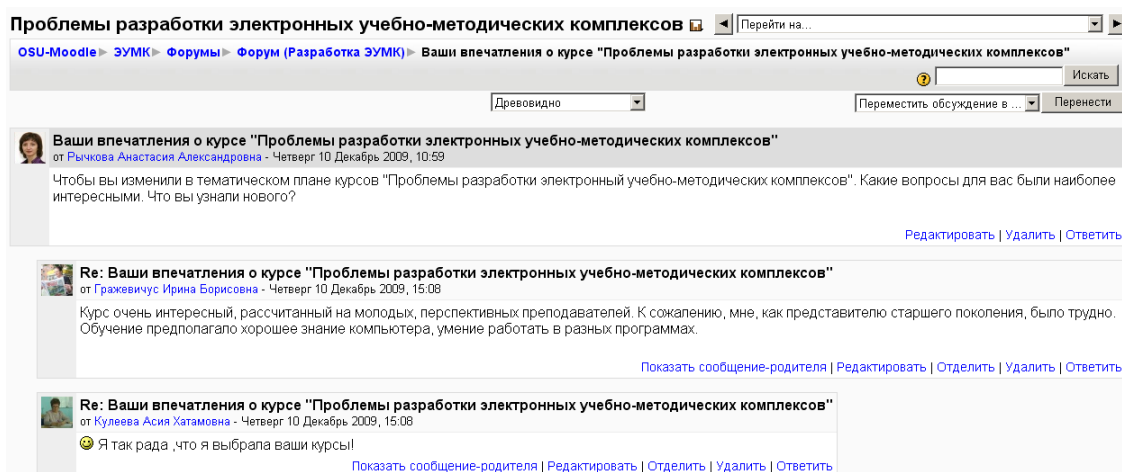 Проблемы разработки электронных учебно-методических комплексов Перейти на...
OSU-Moodle► ЭУМК► Форумы► Форум (Разработка ЭУМК)► Ваши впечатления о курсе "Проблемы разработки электронных учебно-методических комплексов"
Искать
Древовидно Переместить обсуждение в ... Перенести
Ваши впечатления о курсе "Проблемы разработки электронных учебно-методических комплексов"
от Рычкова Анастасия Александровна - Четверг 10 Декабрь 2009, 10:59
Чтобы вы изменили в тематическом плане курсов "Проблемы разработки электронный учебно-методических комплексов". Какие вопросы для вас были наиболее
интересными. Что вы узнали нового?
Редактировать | Удалить | Ответить
Re: Ваши впечатления о курсе "Проблемы разработки электронных учебно-методических комплексов"
от Гражевичус Ирина Борисовна - Четверг 10 Декабрь 2009, 15:08
Курс очень интересный, рассчитанный на молодых, перспективных преподавателей. К сожалению, мне, как представителю старшего поколения, было трудно.
Обучение предполагало хорошее знание компьютера, умение работать в разных программах.
Показать сообщение-родителя | Редактировать | Отделить | Удалить | Ответить
Re: Ваши впечатления о курсе "Проблемы разработки электронных учебно-методических комплексов"
от Кулеева Асия Хатамовна - Четверг 10 Декабрь 2009, 15:08
Я так рада ,что я выбрала ваши курсы!
Показать сообщение-родителя | Редактировать | Отделить | Удалить | Ответить